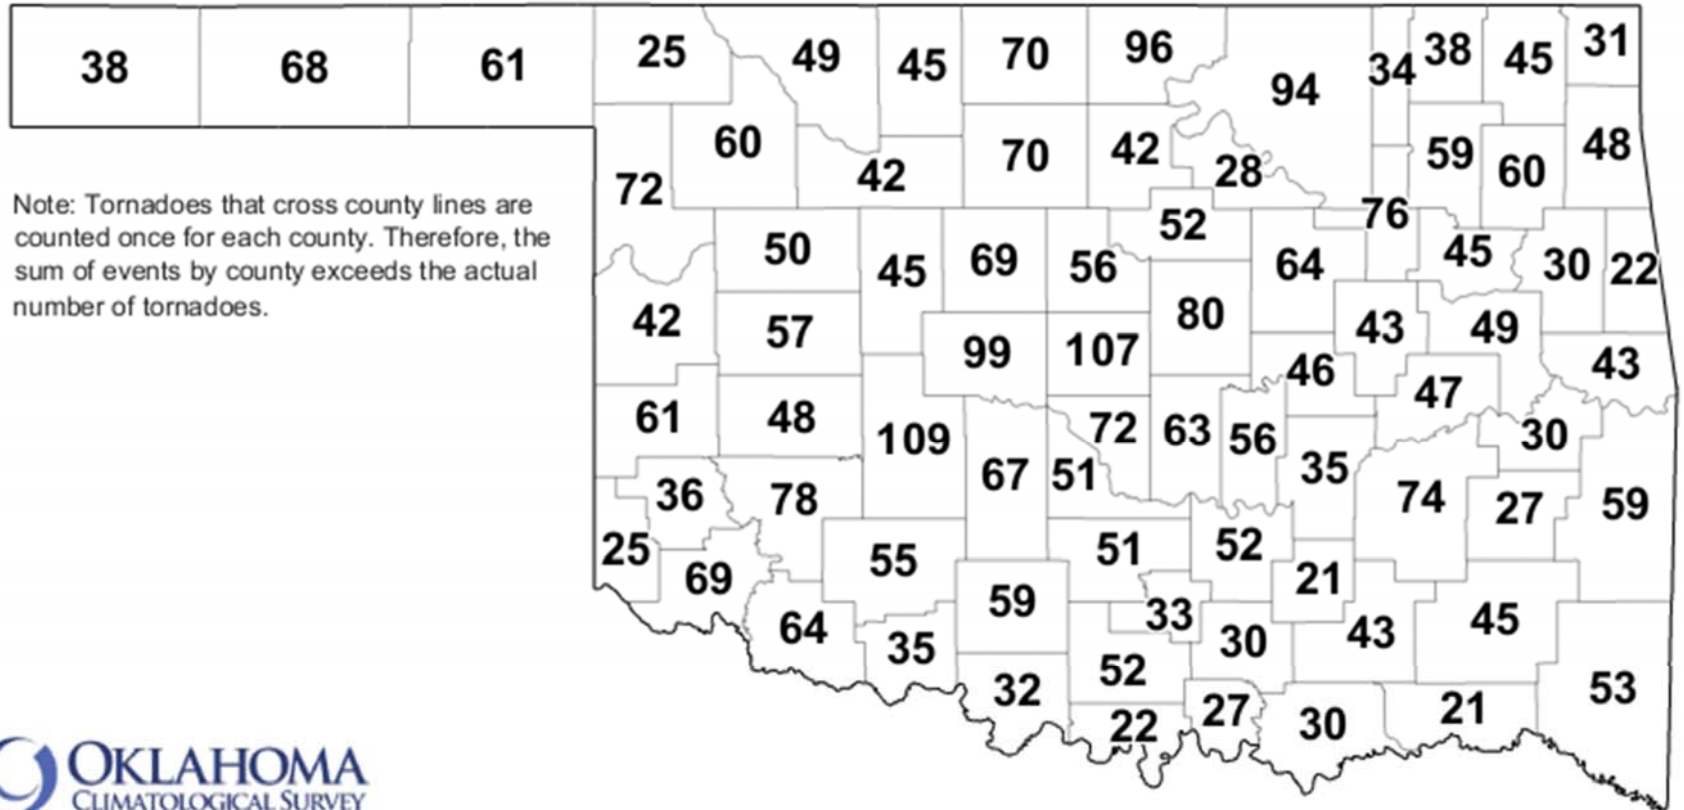 38 68 61 25 49 45 70 96 94 34 38 45 31
60 42 70 42 28 59 60 48
72 50 45 69 56 52 64 76 45 30 22
42 57 99 107 80 43 49 43
61 48 109 72 63 56 46 47 30
36 78 67 51 35 74 27 59
25 69 55 51 52 21
64 35 59 33 30 43 45
32 52 27 30 21 53
22
Note: Tornadoes that cross county lines are
counted once for each county. Therefore, the
sum of events by county exceeds the actual
number of tornadoes.
OKLAHOMA
CLIMATOLOGICAL SURVEY